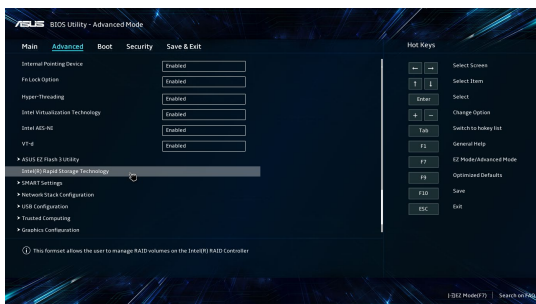 ASUS BIOS Utility - Advanced Mode
Main Advanced Boot Security Save & Exit
Hot Keys
Internal Pointing Device Enabled
Fn Lock Option Enabled
Hyper-Threading Enabled
Intel Virtualization Technology Enabled
Intel AES-NI Enabled
VT-d Enabled
> ASUS EZ Flash 3 Utility
Intel(R) Rapid Storage Technology
> SMART Settings
> Network Stack Configuration
> USB Configuration
> Trusted Computing
> Graphics Configuration
This formset allows the user to manage RAID volumes on the Intel(R) RAID Controller
← → Select Screen
↑ ↓ Select Item
Enter Select
+ - Change Option
Tab Switch to hokey list
F1 General Help
F7 EZ Mode/Advanced Mode
F9 Optimized Defaults
F10 Save
ESC Exit
EZ Mode(F7) | Search on FAQ